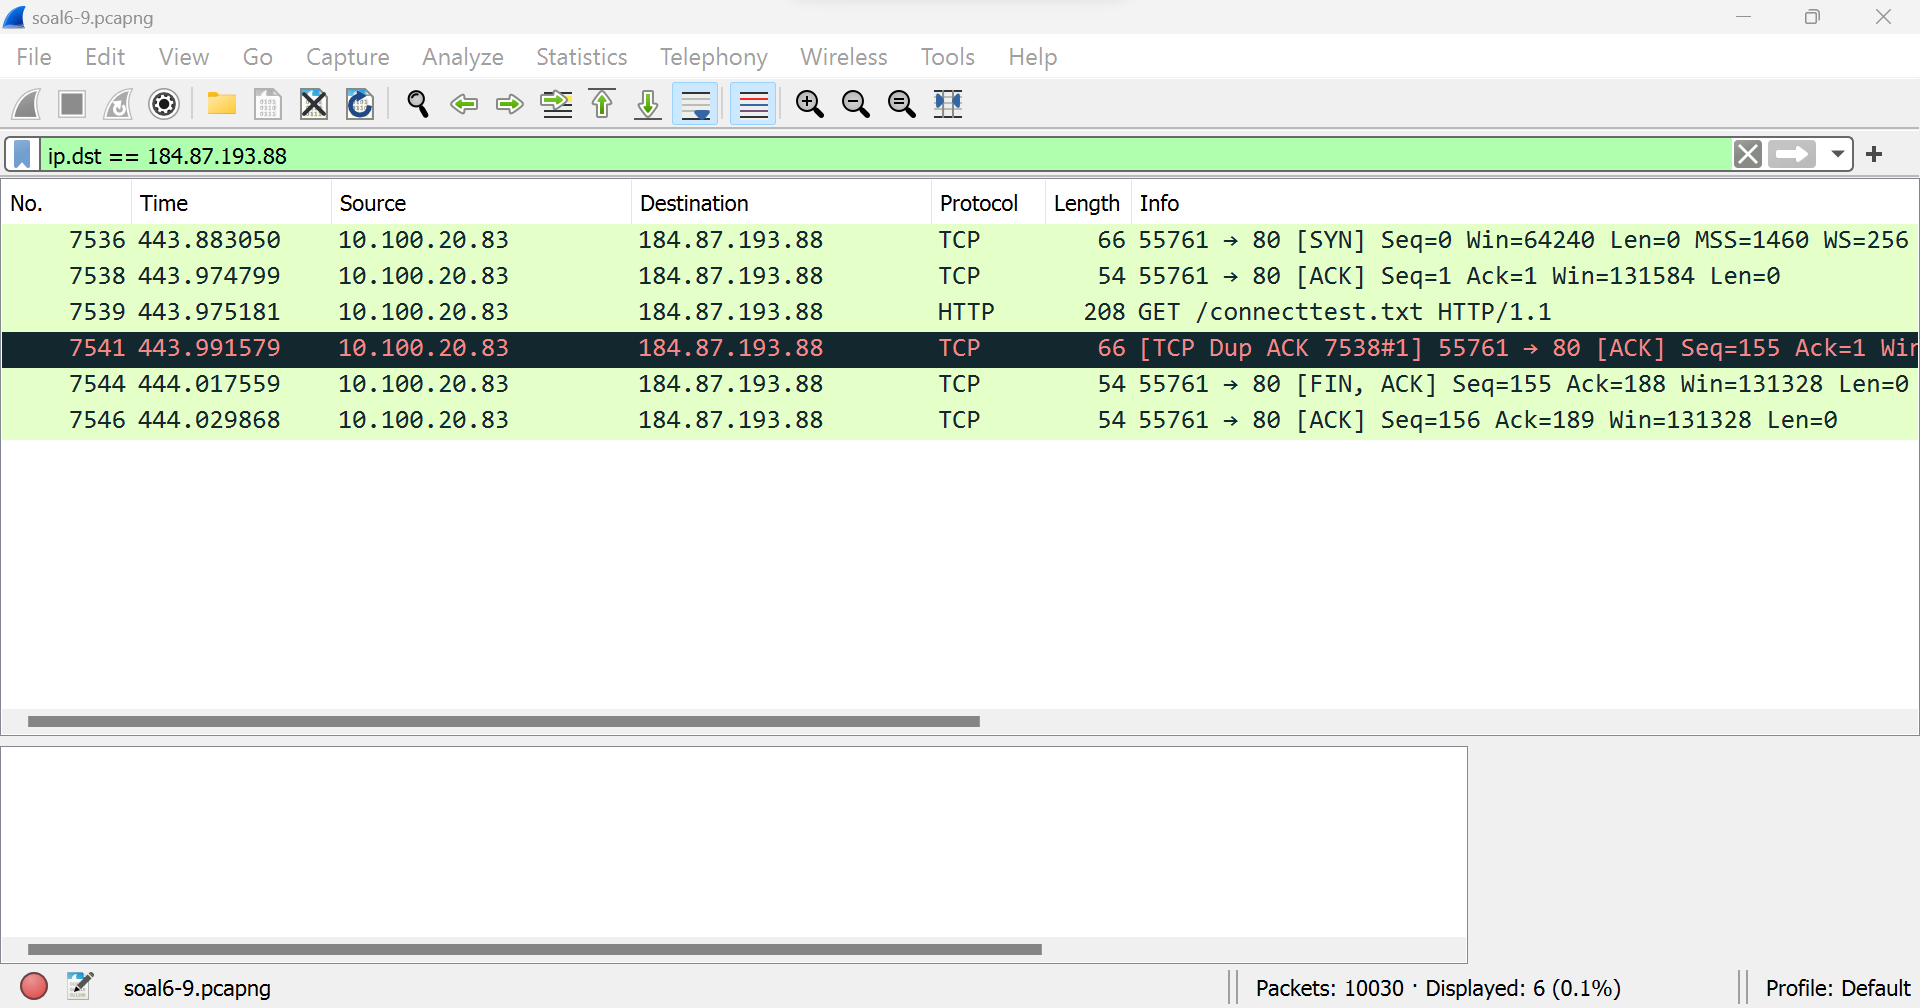 soal6-9.pcapng
File Edit View Go Capture Analyze Statistics Telephony Wireless Tools Help
ip.dst == 184.87.193.88
No. Time Source Destination Protocol Length Info
7536 443.883050 10.100.20.83 184.87.193.88 TCP 66 55761 → 80 [SYN] Seq=0 Win=64240 Len=0 MSS=1460 WS=256
7538 443.974799 10.100.20.83 184.87.193.88 TCP 54 55761 → 80 [ACK] Seq=1 Ack=1 Win=131584 Len=0
7539 443.975181 10.100.20.83 184.87.193.88 HTTP 208 GET /connecttest.txt HTTP/1.1
7541 443.991579 10.100.20.83 184.87.193.88 TCP 66 [TCP Dup ACK 7538#1] 55761 → 80 [ACK] Seq=155 Ack=1 Win
7544 444.017559 10.100.20.83 184.87.193.88 TCP 54 55761 → 80 [FIN, ACK] Seq=155 Ack=188 Win=131328 Len=0
7546 444.029868 10.100.20.83 184.87.193.88 TCP 54 55761 → 80 [ACK] Seq=156 Ack=189 Win=131328 Len=0
soal6-9.pcapng
Packets: 10030 · Displayed: 6 (0.1%)
Profile: Default